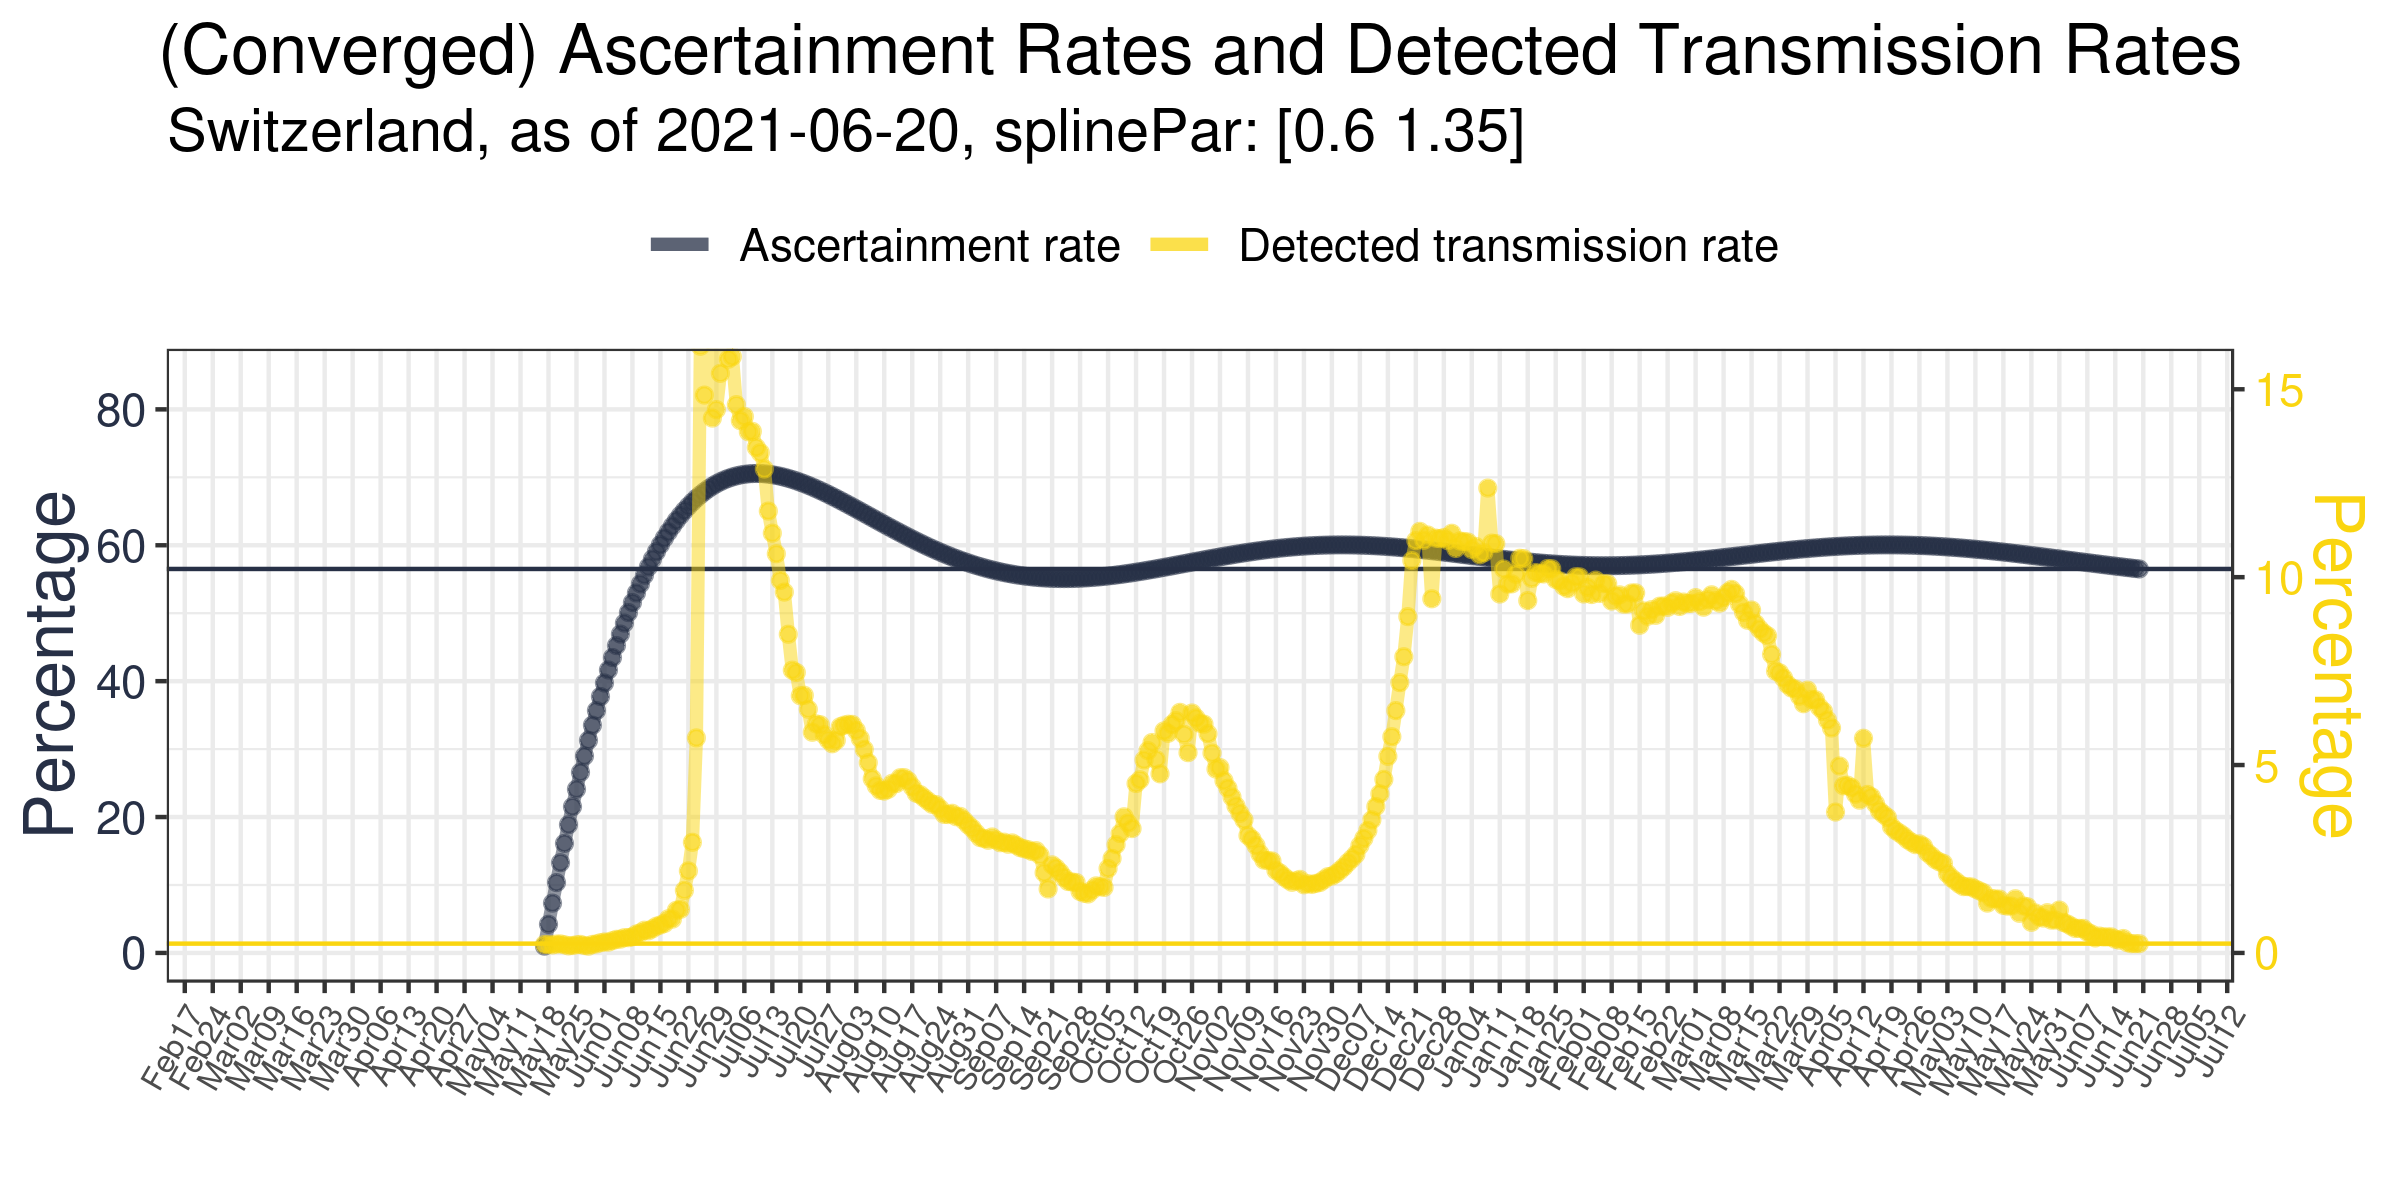 (Converged) Ascertainment Rates and Detected Transmission Rates
Switzerland, as of 2021-06-20, splinePar: [0.6 1.35]
Ascertainment rate
Detected transmission rate
Percentage
80
60
40
20
0
15
10
5
0
Percentage
Feb17
Feb24
Mar02
Mar09
Mar16
Mar23
Mar30
Apr06
Apr13
Apr20
Apr27
May04
May11
May18
May25
Jun01
Jun08
Jun15
Jun22
Jun29
Jul06
Jul13
Jul20
Jul27
Aug03
Aug10
Aug17
Aug24
Aug31
Sep07
Sep14
Sep21
Sep28
Oct05
Oct12
Oct19
Oct26
Nov02
Nov09
Nov16
Nov23
Nov30
Dec07
Dec14
Dec21
Dec28
Jan04
Jan11
Jan18
Jan25
Feb01
Feb08
Feb15
Feb22
Mar01
Mar08
Mar15
Mar22
Mar29
Apr05
Apr12
Apr19
Apr26
May03
May10
May17
May24
May31
Jun07
Jun14
Jun21
Jun28
Jul05
Jul12